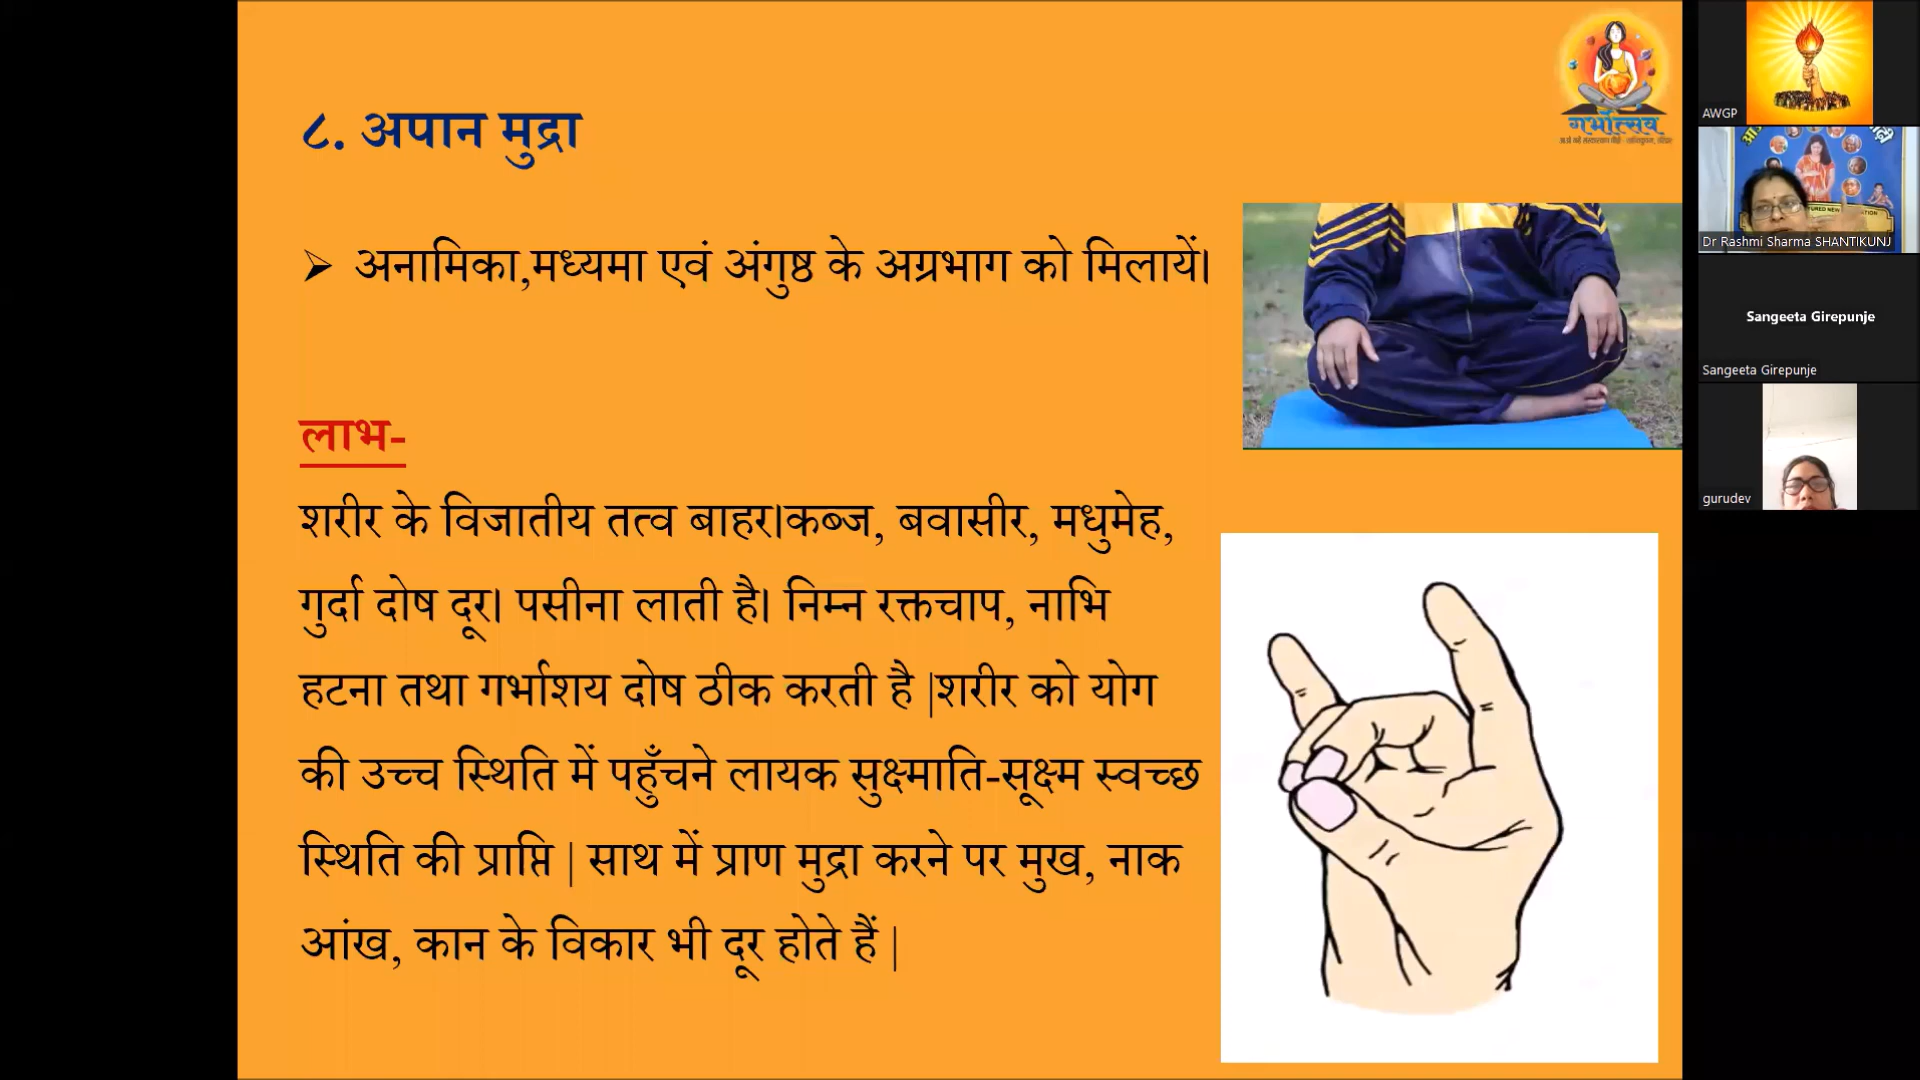 ८. अपान मुद्रा
➢ अनामिका,मध्यमा एवं अंगुष्ठ के अग्रभाग को मिलायें।
लाभ-
शरीर के विजातीय तत्व बाहर।कब्ज, बवासीर, मधुमेह,
गुर्दा दोष दूर। पसीना लाती है। निम्न रक्तचाप, नाभि
हटना तथा गर्भाशय दोष ठीक करती है |शरीर को योग
की उच्च स्थिति में पहुँचने लायक सुक्ष्माति-सूक्ष्म स्वच्छ
स्थिति की प्राप्ति | साथ में प्राण मुद्रा करने पर मुख, नाक
आंख, कान के विकार भी दूर होते हैं |
गर्भोत्सव
AWGP
Dr Rashmi Sharma SHANTIKUNJ
Sangeeta Girepunje
Sangeeta Girepunje
gurudev